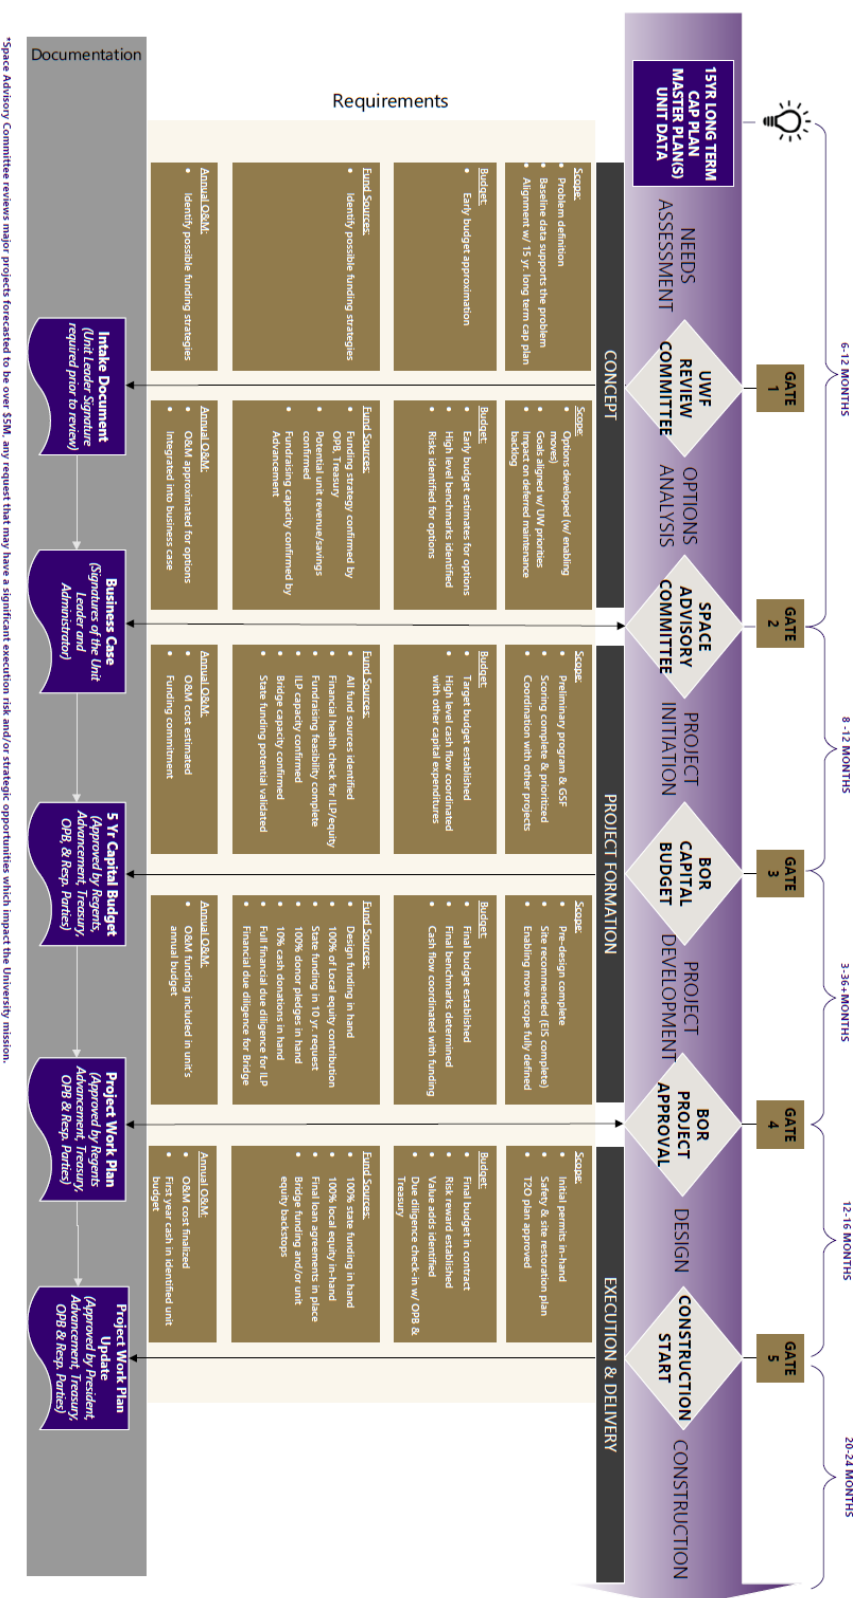 6-12 MONTHS
8 -12 MONTHS
3-36+MONTHS
12-16 MONTHS
20-24 MONTHS
GATE
1
GATE
2
GATE
3
GATE
4
GATE
5
15YR LONG TERM
CAP PLAN
MASTER PLAN(S)
UNIT DATA
NEEDS
ASSESSMENT
UWF
REVIEW
COMMITTEE
OPTIONS
ANALYSIS
SPACE
ADVISORY
COMMITTEE
PROJECT
INITIATION
BOR
CAPITAL
BUDGET
PROJECT
DEVELOPMENT
BOR
PROJECT
APPROVAL
DESIGN
CONSTRUCTION
START
CONSTRUCTION
CONCEPT
PROJECT FORMATION
EXECUTION & DELIVERY
Requirements
Scope:
• Problem definition
• Baseline data supports the problem
• Alignment w/ 15 yr. long term cap plan
Budget:
• Early budget approximation
Fund Sources:
• Identify possible funding strategies
Annual O&M:
• Identify possible funding strategies
Scope:
• Options developed (w/ enabling
moves)
• Goals aligned w/ UW priorities
• Impact on deferred maintenance
backlog
Budget:
• Early budget estimates for options
• High level benchmarks identified
• Risks identified for options
Fund Sources:
• Funding strategy confirmed by
OPB, Treasury
• Potential unit revenue/savings
confirmed
• Fundraising capacity confirmed by
Advancement
Annual O&M:
• O&M approximated for options
• Integrated into business case
Scope:
• Preliminary program & GSF
• Scoring complete & prioritized
• Coordination with other projects
Budget:
• Target budget established
• High level cash flow coordinated
with other capital expenditures
Fund Sources:
• All fund sources identified
• Financial health check for ILP/equity
• Fundraising feasibility complete
• ILP capacity confirmed
• Bridge capacity confirmed
• State funding potential validated
Annual O&M:
• O&M cost estimated
• Funding commitment
Scope:
• Pre-design complete
• Site recommended (EIS complete)
• Enabling move scope fully defined
Budget:
• Final budget established
• Final benchmarks determined
• Cash flow coordinated with funding
Fund Sources:
• Design funding in hand
• 100% of Local equity contribution
• State funding in 10 yr. request
• 100% donor pledges in hand
• 10% cash donations in hand
• Full financial due diligence for ILP
• Financial due diligence for Bridge
Annual O&M:
• O&M funding included in unit's
annual budget
Scope:
• Initial permits in-hand
• Safety & site restoration plan
• T2O plan approved
Budget:
• Final budget in contract
• Risk reward established
• Value adds identified
• Due diligence check-in w/ OPB &
Treasury
Fund Sources:
• 100% state funding in hand
• 100% local equity in-hand
• Final loan agreements in place
• Bridge funding and/or unit
equity backstops
Annual O&M:
• O&M cost finalized
• First year cash in identified unit
budget
Documentation
Intake Document
(Unit Leader Signature
required prior to review)
Business Case
(Signatures of the Unit
Leader and
Administrator)
5 Yr Capital Budget
(Approved by Regents,
Advancement, Treasury,
OPB, & Resp. Parties)
Project Work Plan
(Approved by Regents
Advancement, Treasury,
OPB & Resp. Parties)
Project Work Plan
Update
(Approved by President,
Advancement, Treasury,
OPB & Resp. Parties)
*Space Advisory Committee reviews major projects forecasted to be over $5M, any request that may have a significant execution risk and/or strategic opportunities which impact the University mission.